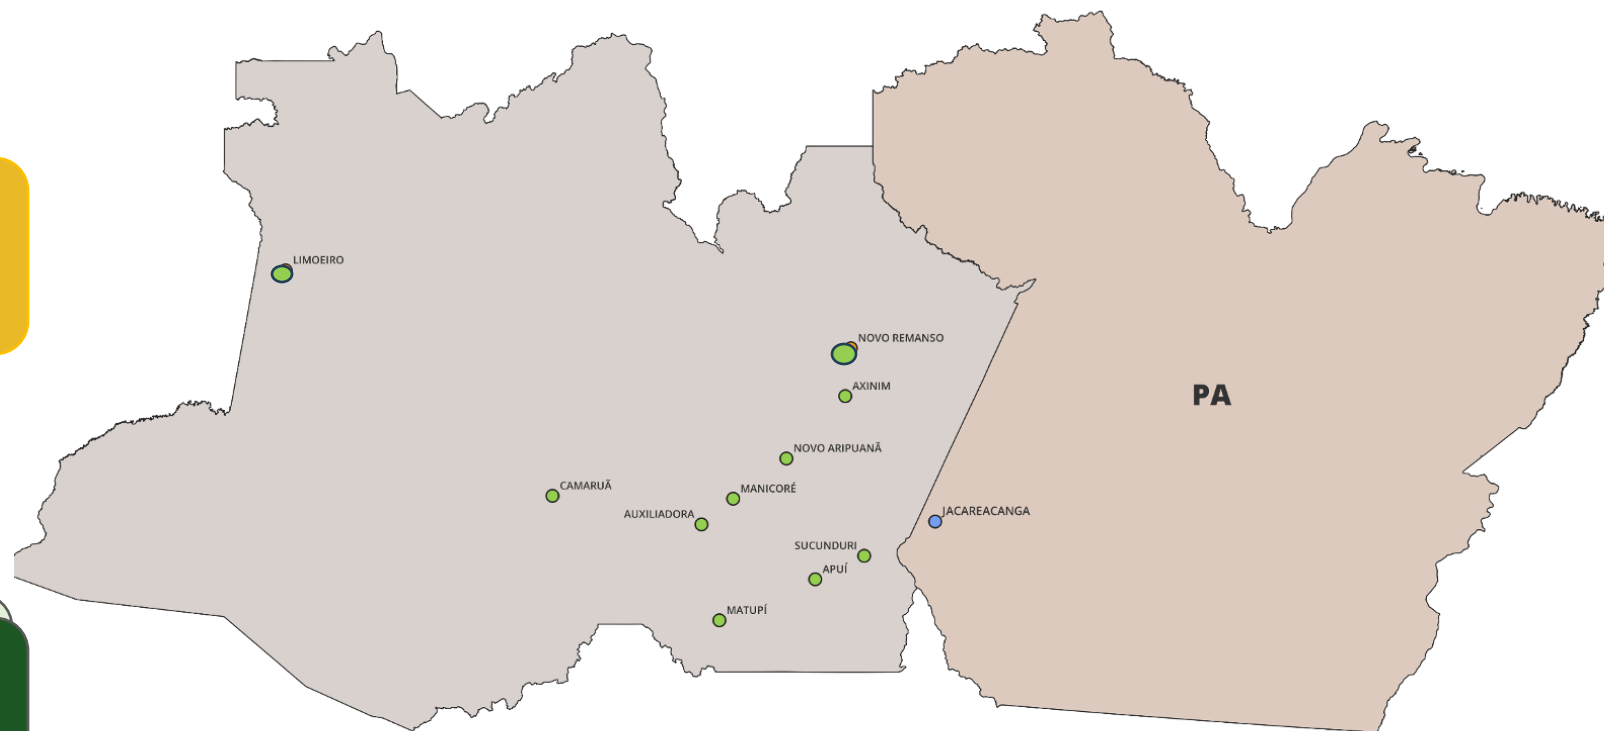 LIMOEIRO
NOVO REMANSO
AXINIM
PA
NOVO ARIPUANÃ
CAMARUÃ
MANICORÉ
AUXILIADORA
JACAREACANGA
SUCUNDURI
APUÍ
MATUPÍ